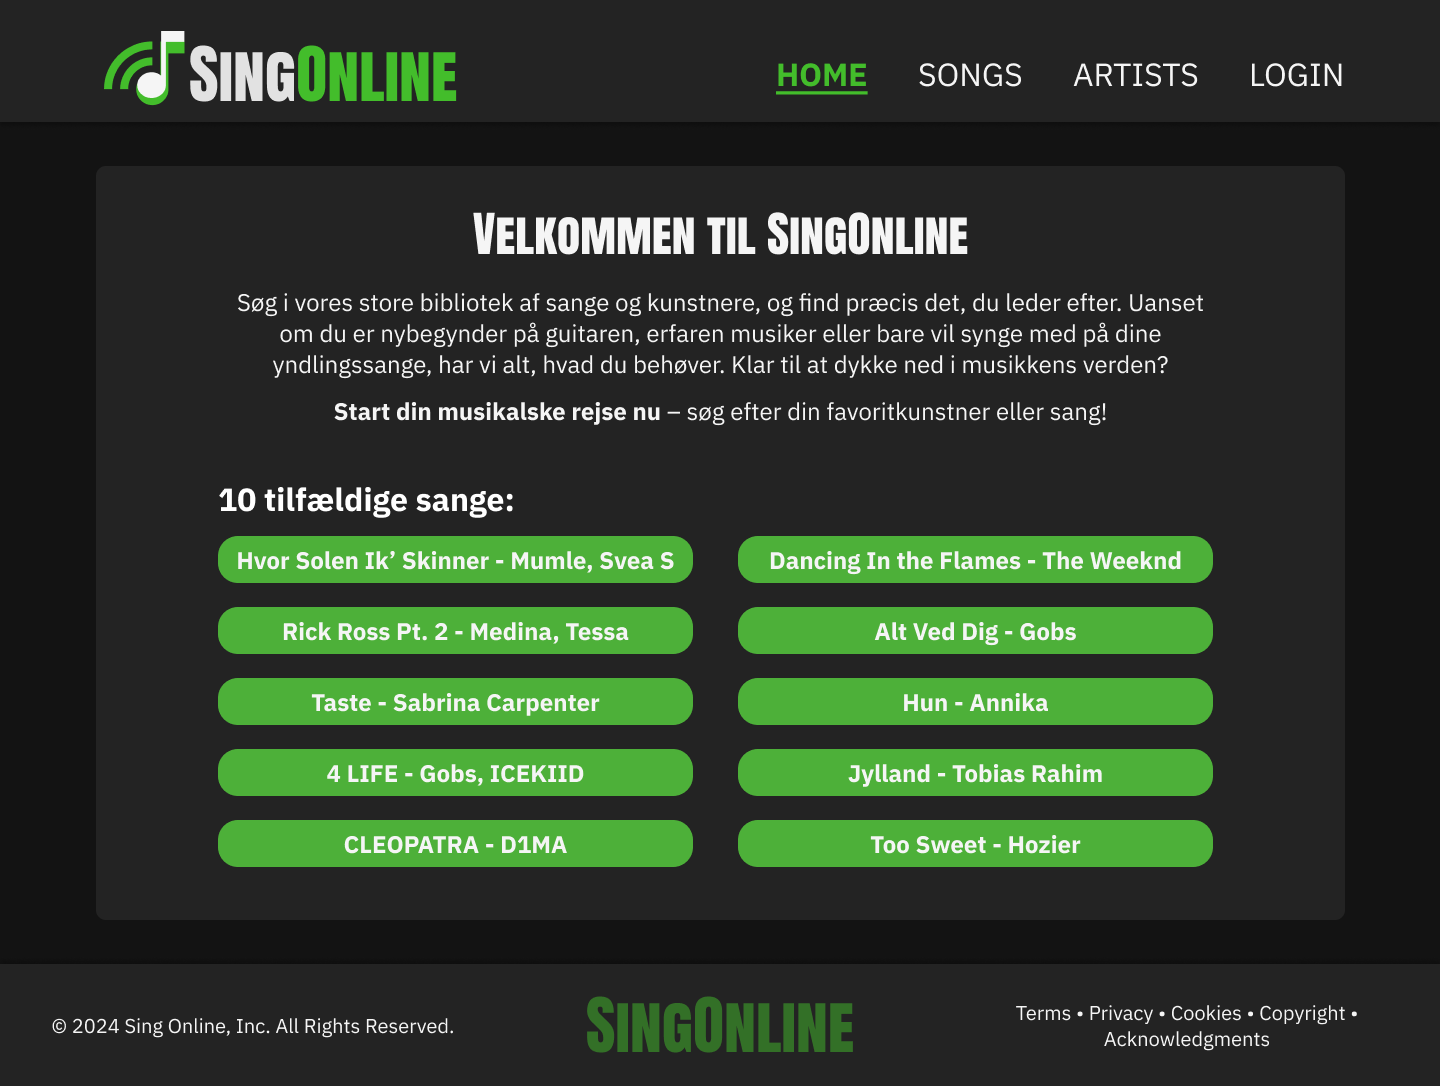 SINGONLINE
HOME SONGS ARTISTS LOGIN
VELKOMMEN TIL SINGONLINE
Søg i vores store bibliotek af sange og kunstnere, og find præcis det, du leder efter. Uanset
om du er nybegynder på guitaren, erfaren musiker eller bare vil synge med på dine
yndlingssange, har vi alt, hvad du behøver. Klar til at dykke ned i musikkens verden?
Start din musikalske rejse nu – søg efter din favoritkunstner eller sang!
10 tilfældige sange:
Hvor Solen Ik’ Skinner - Mumle, Svea S
Dancing In the Flames - The Weeknd
Rick Ross Pt. 2 - Medina, Tessa
Alt Ved Dig - Gobs
Taste - Sabrina Carpenter
Hun - Annika
4 LIFE - Gobs, ICEKIID
Jylland - Tobias Rahim
CLEOPATRA - D1MA
Too Sweet - Hozier
© 2024 Sing Online, Inc. All Rights Reserved.
SINGONLINE
Terms • Privacy • Cookies • Copyright •
Acknowledgments